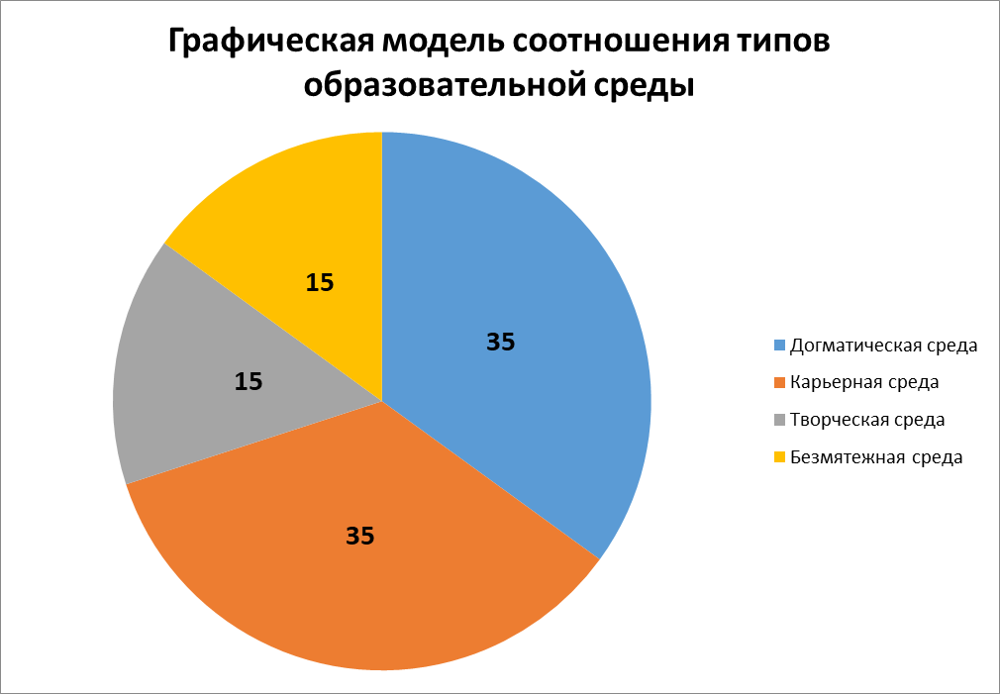 Графическая модель соотношения типов
образовательной среды
15
35
15
35
Догматическая среда
Карьерная среда
Творческая среда
Безмятежная среда